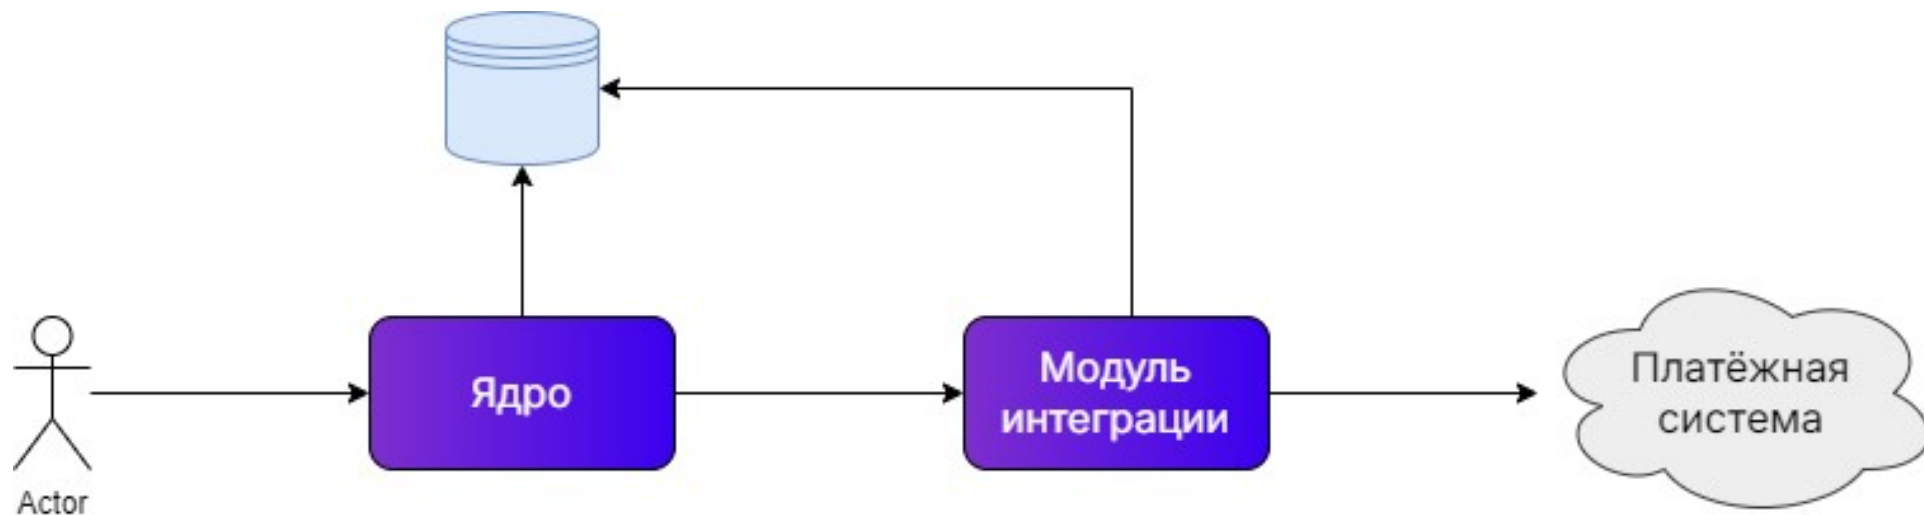 Ядро
Модуль
интеграции
Платёжная
система
Actor